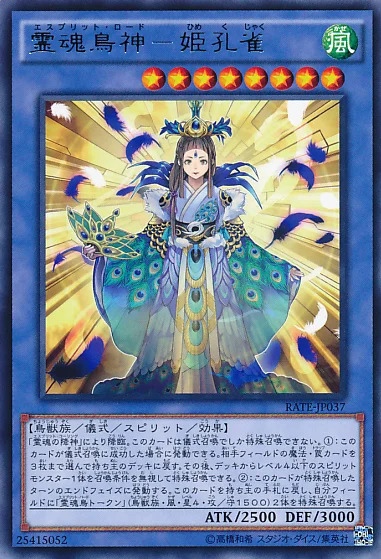 エスプリット・ロード ひめ くじゃく
霊魂鳥神－姫孔雀
風
RATE-JP037
【鳥獣族／儀式／スピリット／効果】
「霊魂の降神」により降臨。このカードは儀式召喚でしか特殊召喚できない。①：この
カードが儀式召喚に成功した場合に発動できる。相手フィールドの魔法・罠カードを
３枚まで選んで持ち主のデッキに戻す。その後、デッキからレベル４以下のスピリット
モンスター１体を召喚条件を無視して特殊召喚できる。②：このカードが特殊召喚した
ターンのエンドフェイズに発動する。このカードを持ち主の手札に戻し、自分フィー
ルドに「霊魂鳥トークン」（鳥獣族・風・星４・攻／守１５００）２体を特殊召喚する。
ATK/2500 DEF/3000
25415052 ©高橋和希 スタジオ・ダイス/集英社